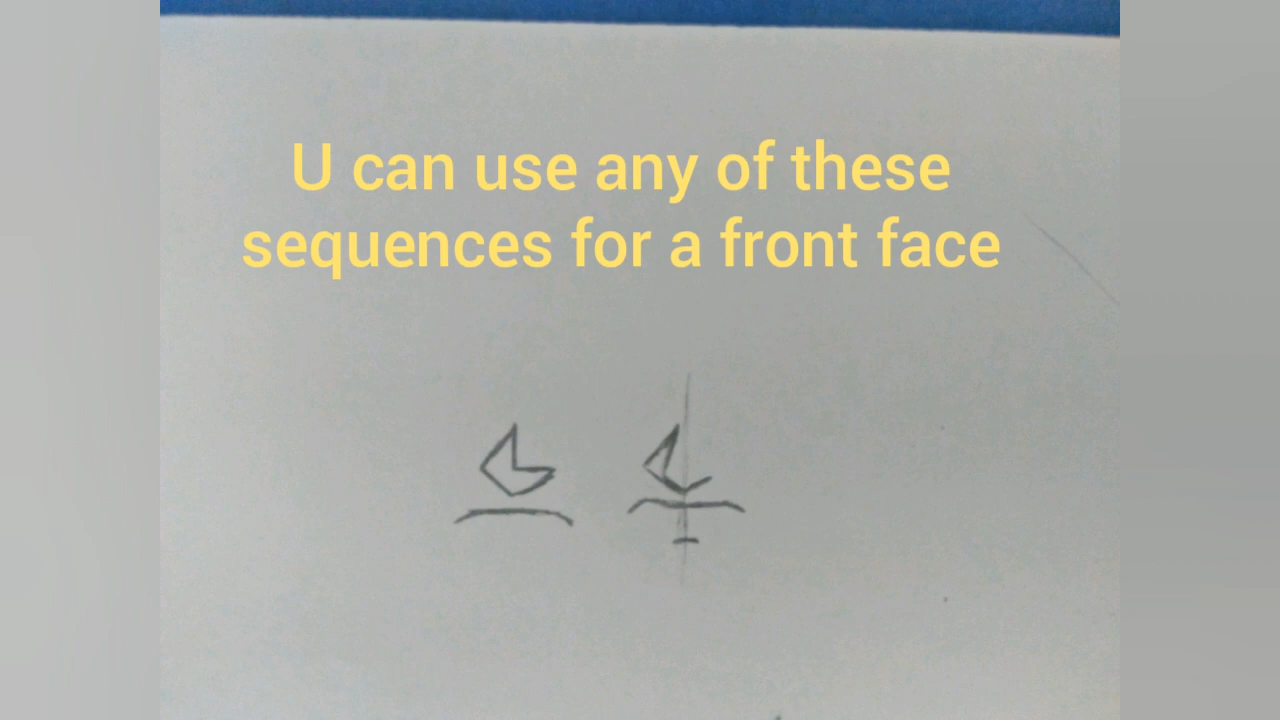 U can use any of these
sequences for a front face